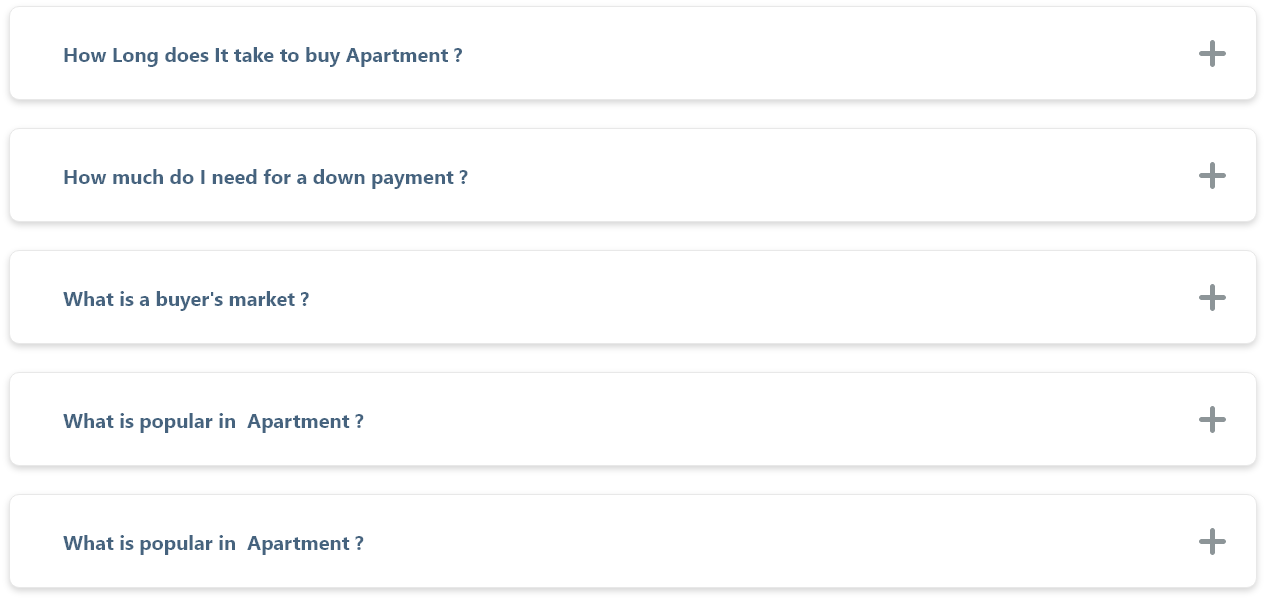 How Long does It take to buy Apartment ?
How much do I need for a down payment ?
What is a buyer's market ?
What is popular in  Apartment ?
What is popular in  Apartment ?